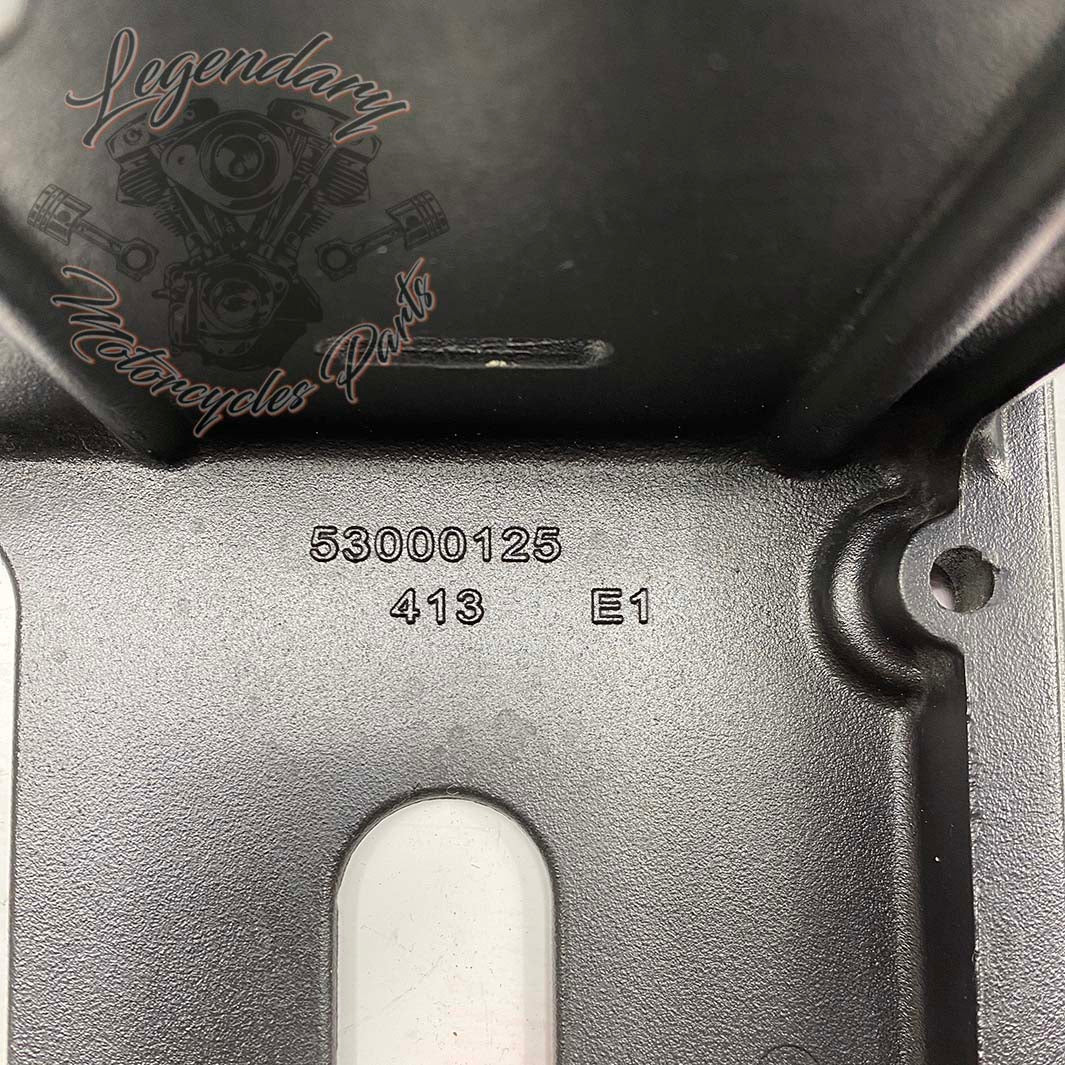 Legendary
Motorcycles Parts
53000125
413 E1